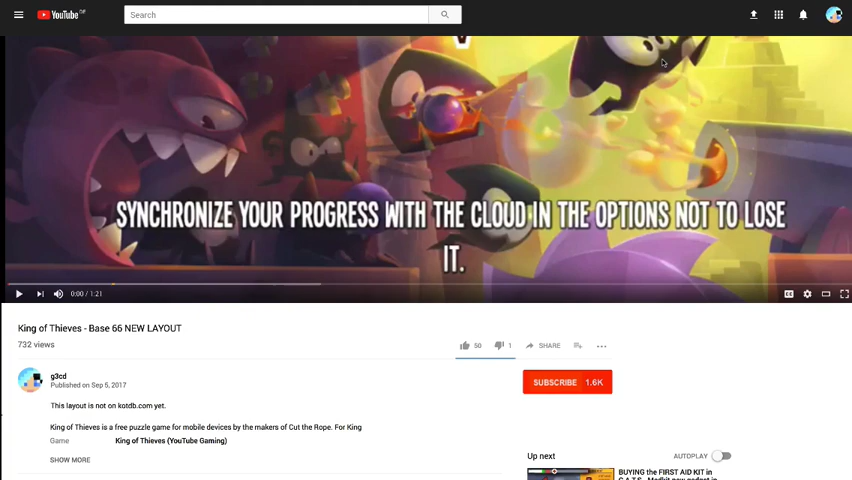 YouTube
Search
SYNCHRONIZE YOUR PROGRESS WITH THE CLOUD IN THE OPTIONS NOT TO LOSE
IT.
0:00 / 1:21
CC
King of Thieves - Base 66 NEW LAYOUT
732 views
50 1 SHARE
g3cd
Published on Sep 5, 2017
SUBSCRIBE 1.6K
This layout is not on kotdb.com yet.
King of Thieves is a free puzzle game for mobile devices by the makers of Cut the Rope. For King
Game King of Thieves (YouTube Gaming)
SHOW MORE
Up next AUTOPLAY
BUYING the FIRST AID KIT in